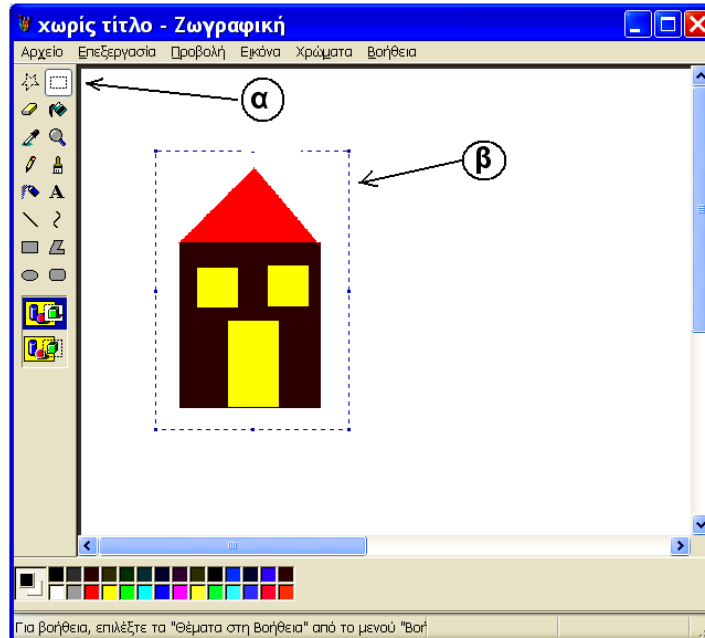 χωρίς τίτλο - Ζωγραφική
Αρχείο Επεξεργασία Προβολή Εικόνα Χρώματα Βοήθεια
α
β
A
Για βοήθεια, επιλέξτε τα "Θέματα στη Βοήθεια" από το μενού "Βοή